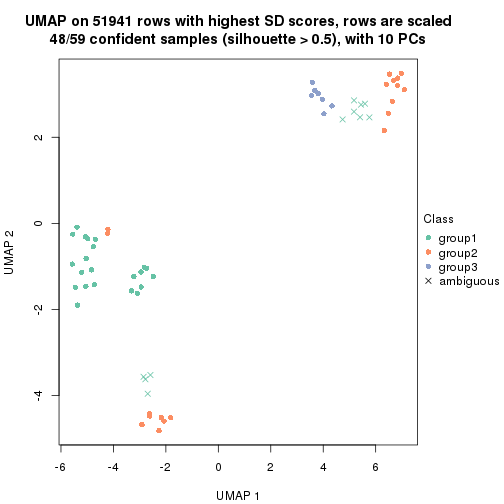 UMAP on 51941 rows with highest SD scores, rows are scaled
48/59 confident samples (silhouette > 0.5), with 10 PCs
2
0
-2
-4
UMAP 2
-6 -4 -2 0 2 4 6
UMAP 1
Class
group1
group2
group3
ambiguous